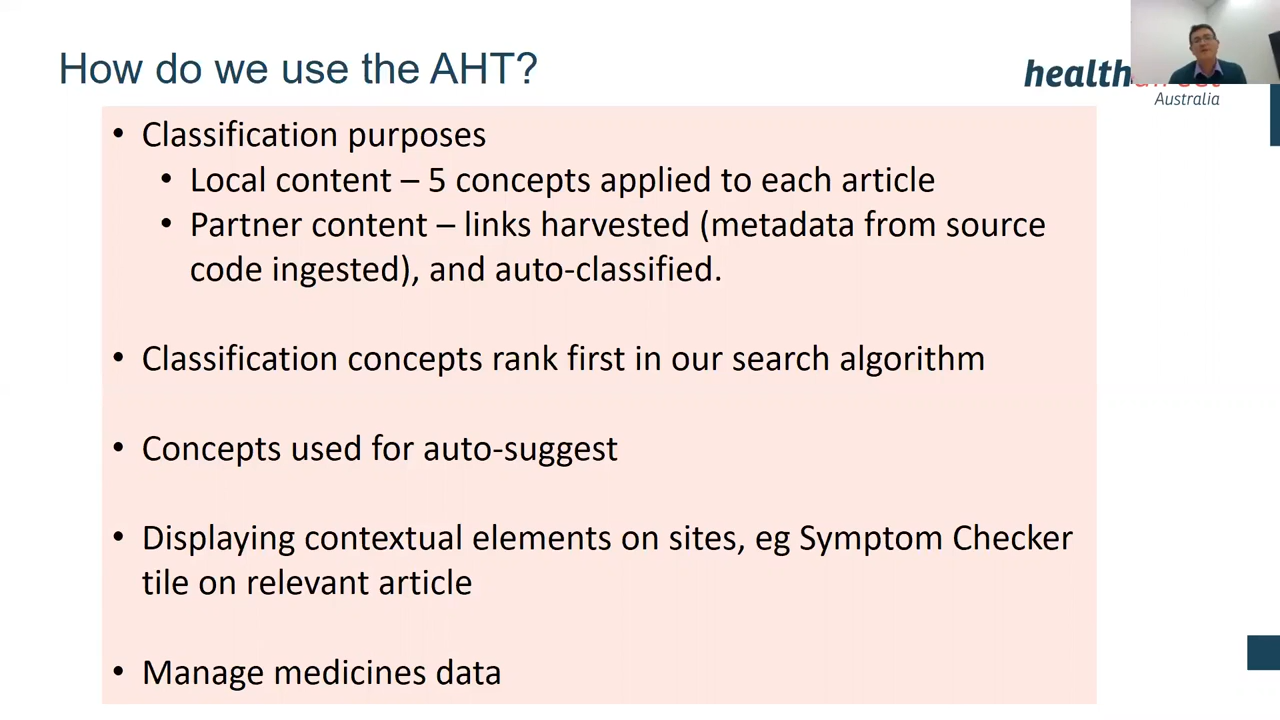 How do we use the AHT?
health
Australia
• Classification purposes
• Local content – 5 concepts applied to each article
• Partner content – links harvested (metadata from source
code ingested), and auto-classified.
• Classification concepts rank first in our search algorithm
• Concepts used for auto-suggest
• Displaying contextual elements on sites, eg Symptom Checker
tile on relevant article
• Manage medicines data